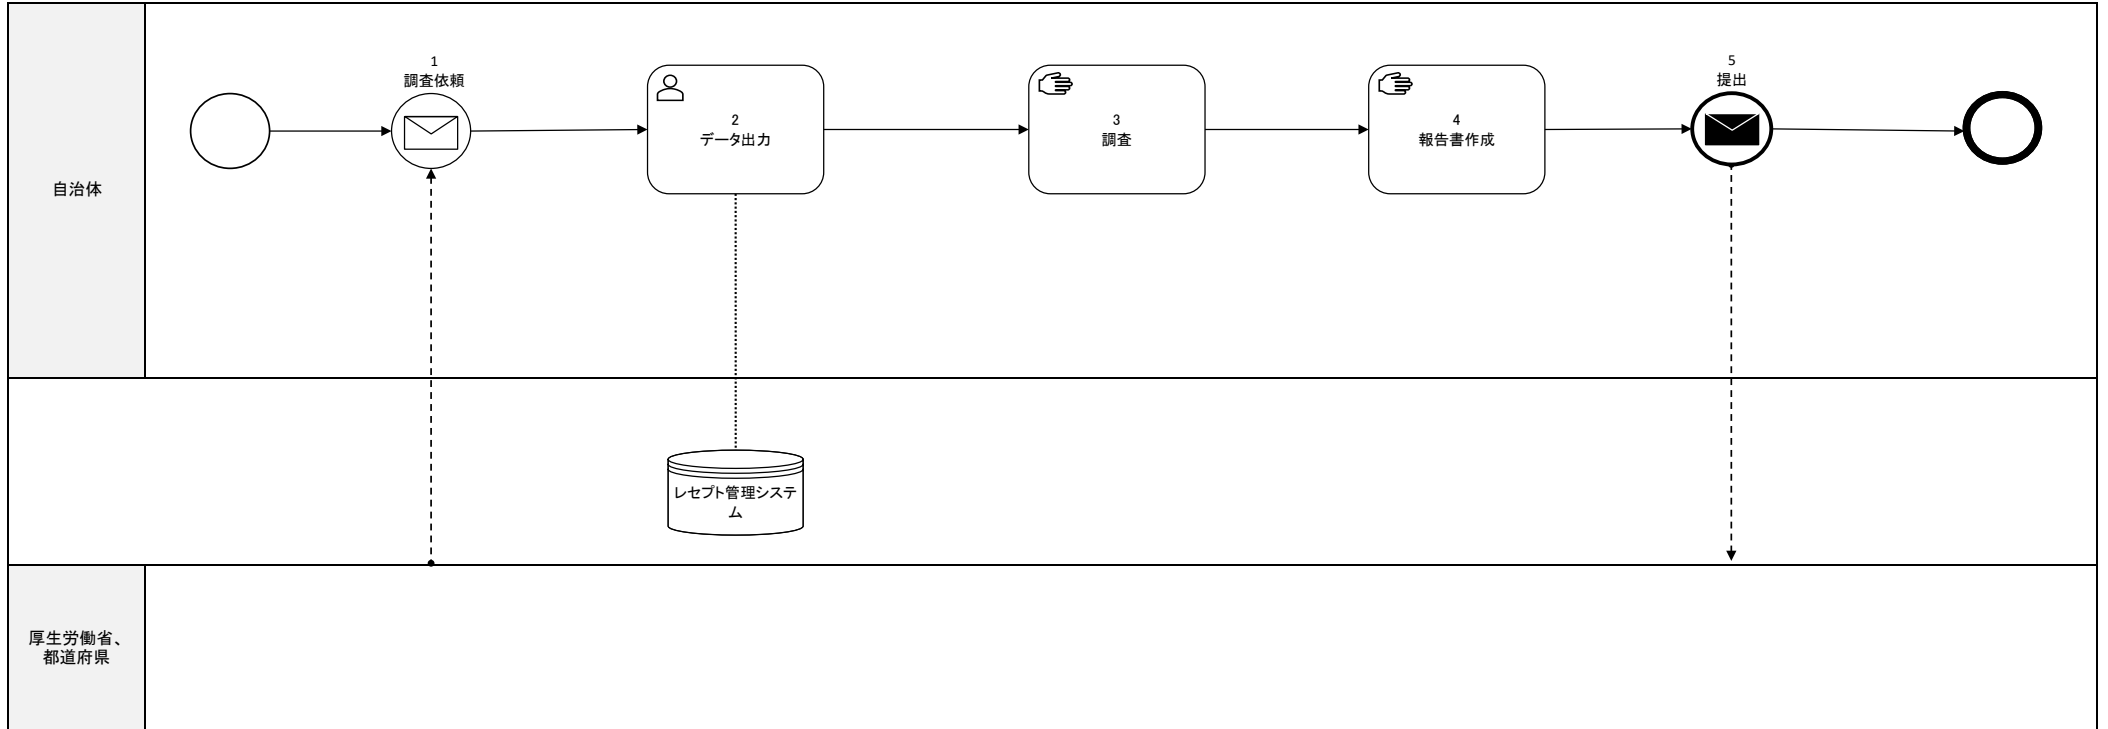 1
調査依頼
2
データ出力
3
調査
4
報告書作成
5
提出
自治体
レセプト管理システ
ム
厚生労働省、
都道府県